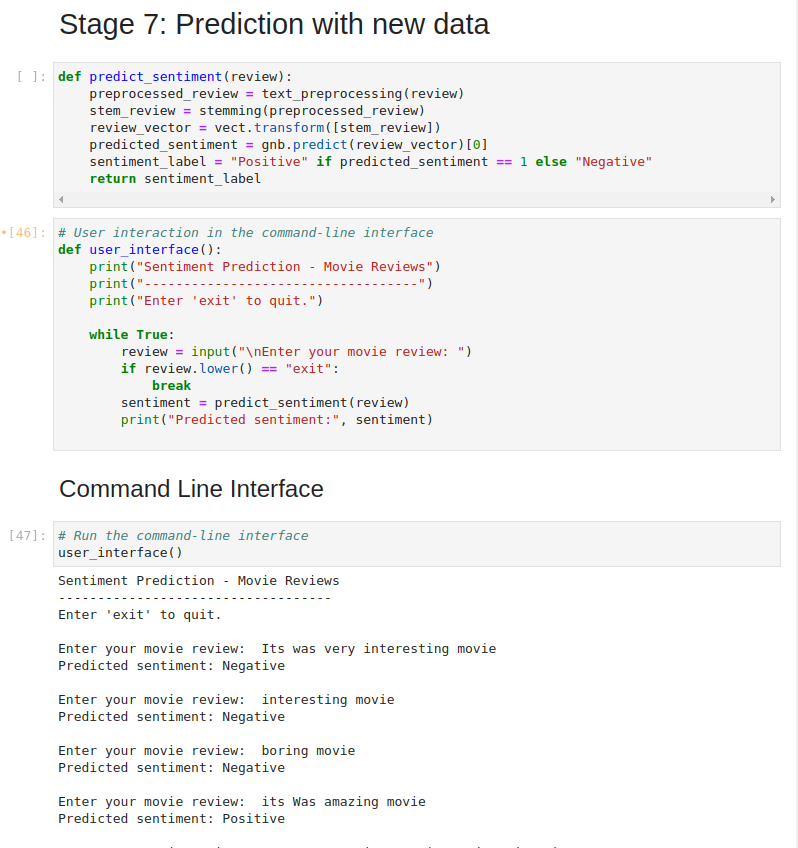 Stage 7: Prediction with new data
[ ]: def predict_sentiment(review):
    preprocessed_review = text_preprocessing(review)
    stem_review = stemming(preprocessed_review)
    review_vector = vect.transform([stem_review])
    predicted_sentiment = gnb.predict(review_vector)[0]
    sentiment_label = "Positive" if predicted_sentiment == 1 else "Negative"
    return sentiment_label
•[46]: # User interaction in the command-line interface
def user_interface():
    print("Sentiment Prediction - Movie Reviews")
    print("-----------------------------------")
    print("Enter 'exit' to quit.")
    while True:
        review = input("\nEnter your movie review: ")
        if review.lower() == "exit":
            break
        sentiment = predict_sentiment(review)
        print("Predicted sentiment:", sentiment)
Command Line Interface
[47]: # Run the command-line interface
user_interface()
Sentiment Prediction - Movie Reviews
-----------------------------------
Enter 'exit' to quit.
Enter your movie review:  Its was very interesting movie
Predicted sentiment: Negative
Enter your movie review:  interesting movie
Predicted sentiment: Negative
Enter your movie review:  boring movie
Predicted sentiment: Negative
Enter your movie review:  its Was amazing movie
Predicted sentiment: Positive